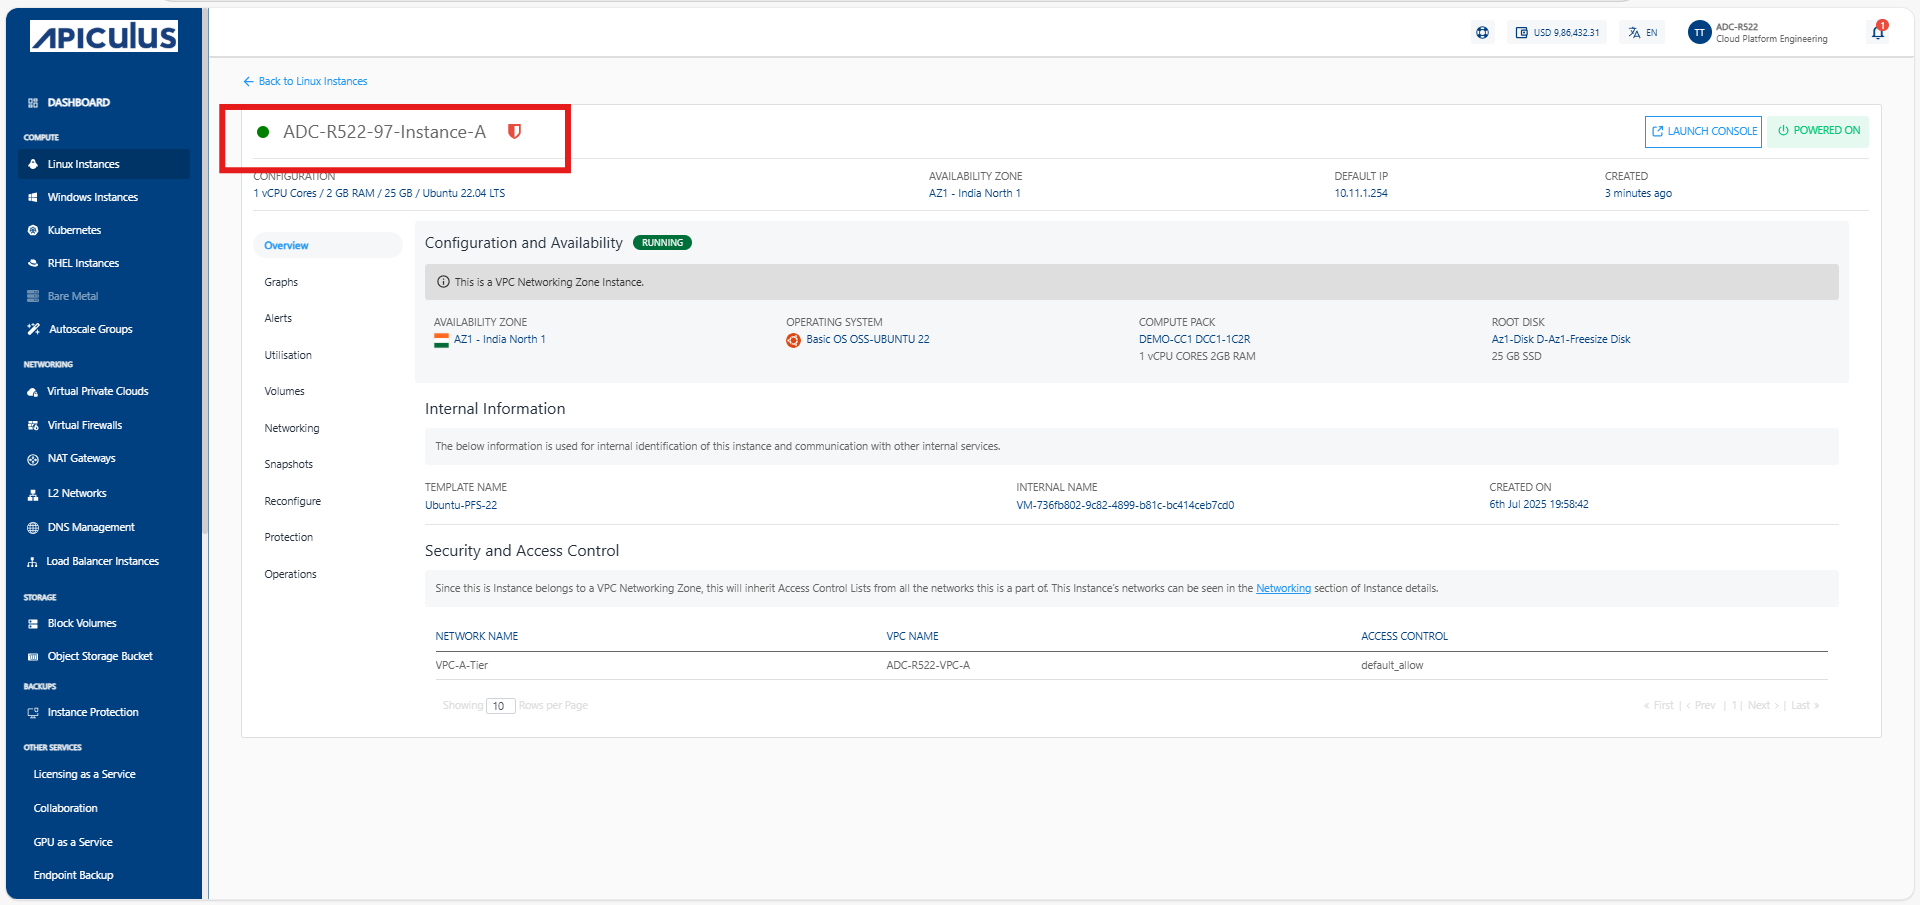 APICULUS
USD 9,86,432.31
EN
TT
ADC-R522
Cloud Platform Engineering
1
DASHBOARD
COMPUTE
Linux Instances
Windows Instances
Kubernetes
RHEL Instances
Bare Metal
Autoscale Groups
NETWORKING
Virtual Private Clouds
Virtual Firewalls
NAT Gateways
L2 Networks
DNS Management
Load Balancer Instances
STORAGE
Block Volumes
Object Storage Bucket
BACKUPS
Instance Protection
OTHER SERVICES
Licensing as a Service
Collaboration
GPU as a Service
Endpoint Backup
Back to Linux Instances
ADC-R522-97-Instance-A
LAUNCH CONSOLE
POWERED ON
CONFIGURATION
1 vCPU Cores / 2 GB RAM / 25 GB / Ubuntu 22.04 LTS
AVAILABILITY ZONE
AZ1 - India North 1
DEFAULT IP
10.11.1.254
CREATED
3 minutes ago
Overview
Graphs
Alerts
Utilisation
Volumes
Networking
Snapshots
Reconfigure
Protection
Operations
Configuration and Availability RUNNING
This is a VPC Networking Zone Instance.
AVAILABILITY ZONE
AZ1 - India North 1
OPERATING SYSTEM
Basic OS OSS-UBUNTU 22
COMPUTE PACK
DEMO-CC1 DCC1-1C2R
1 vCPU CORES 2GB RAM
ROOT DISK
Az1-Disk D-Az1-Freesize Disk
25 GB SSD
Internal Information
The below information is used for internal identification of this instance and communication with other internal services.
TEMPLATE NAME
Ubuntu-PFS-22
INTERNAL NAME
VM-736fb802-9c82-4899-b81c-bc414ceb7cd0
CREATED ON
6th Jul 2025 19:58:42
Security and Access Control
Since this is Instance belongs to a VPC Networking Zone, this will inherit Access Control Lists from all the networks this is a part of. This Instance's networks can be seen in the Networking section of Instance details.
NETWORK NAME VPC NAME ACCESS CONTROL
VPC-A-Tier ADC-R522-VPC-A default_allow
Showing 10 Rows per Page
« First | ‹ Prev | 1 | Next › | Last »